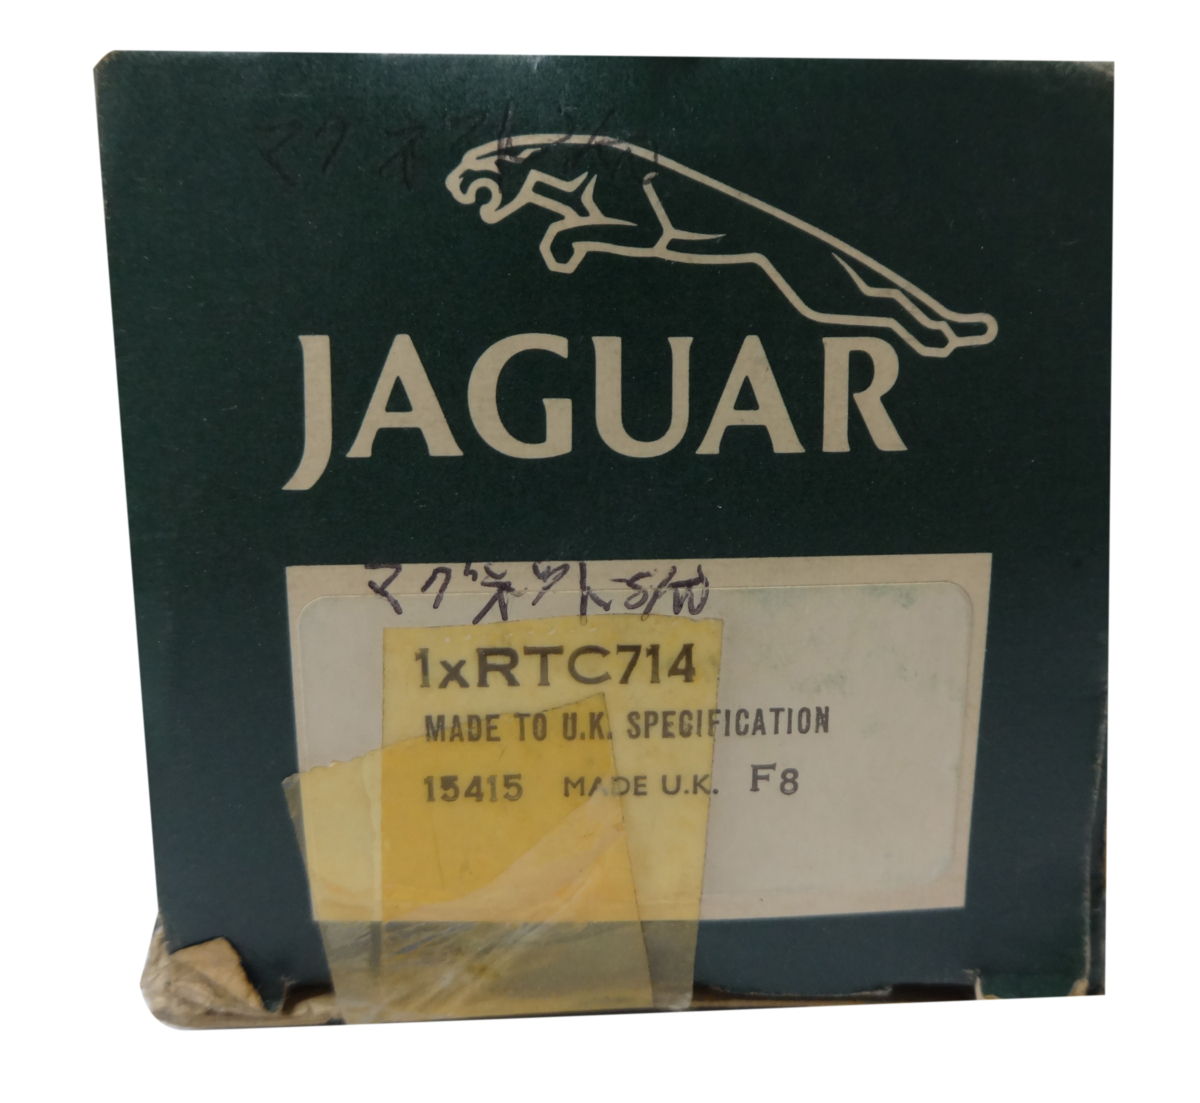 JAGUAR
マグネットS/W
1xRTC714
MADE TO U.K. SPECIFICATION
15415 MADE U.K. F8